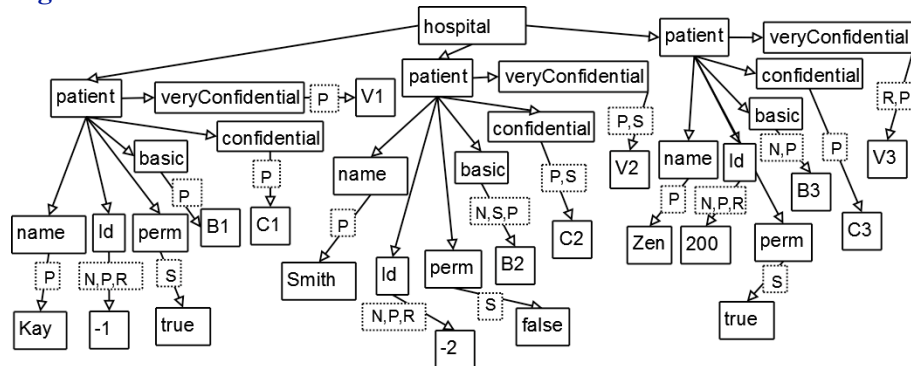 hospital
patient
veryConfidential
patient
veryConfidential
patient
veryConfidential
P
V1
confidential
R,P
P,S
confidential
basic
confidential
basic
N,P
P
name
Id
V3
V2
basic
name
P
P
P,S
P
N,P,R
B3
name
Id
perm
B1
C1
P
N,S,P
C2
Zen
200
perm
C3
P
N,P,R
S
Smith
Id
perm
B2
S
Kay
-1
true
N,P,R
S
false
true
-2